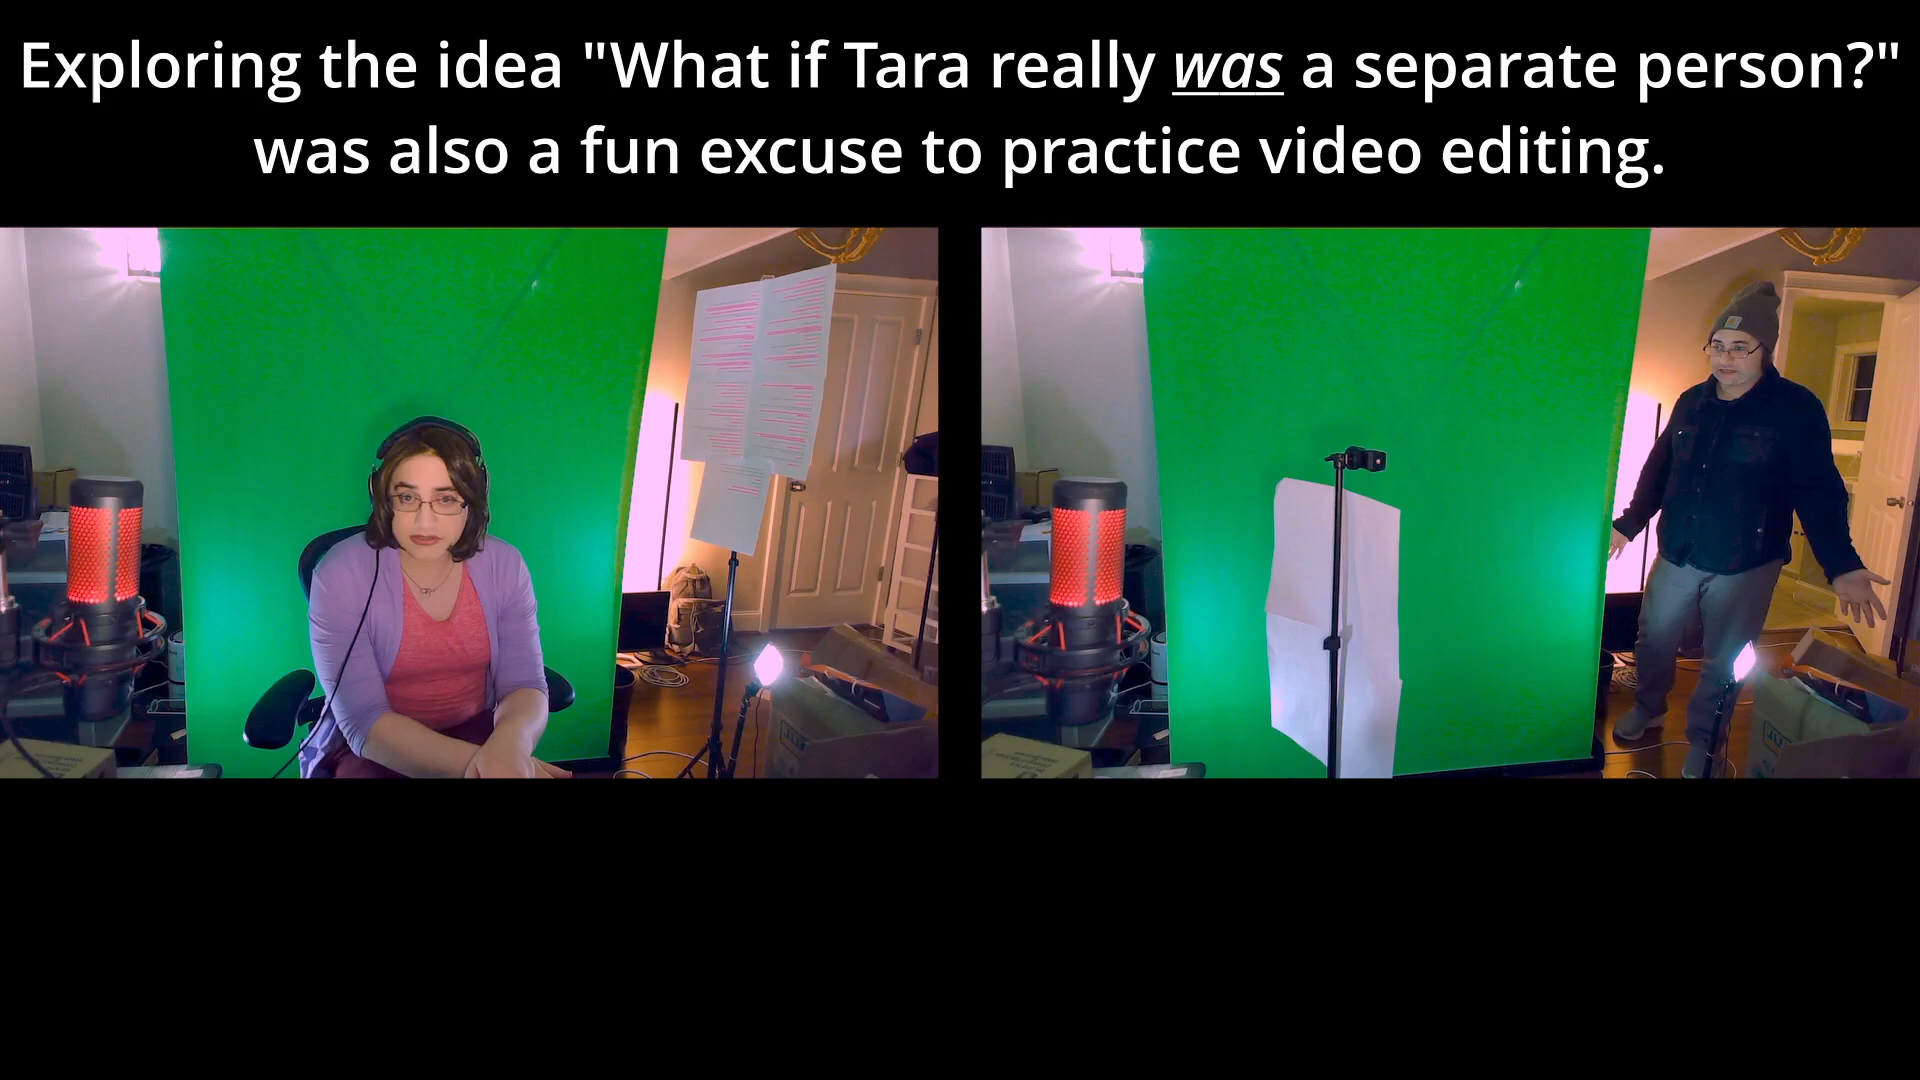 Exploring the idea "What if Tara really was a separate person?"
was also a fun excuse to practice video editing.